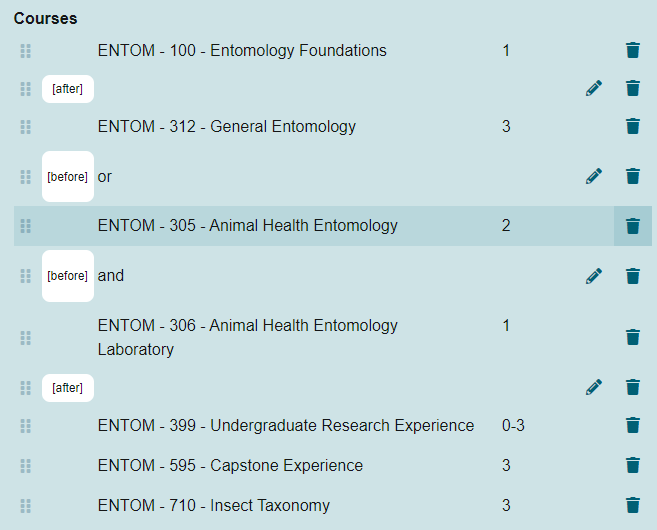 Courses
ENTOM - 100 - Entomology Foundations 1
[after]
ENTOM - 312 - General Entomology 3
[before] or
ENTOM - 305 - Animal Health Entomology 2
[before] and
ENTOM - 306 - Animal Health Entomology 1
Laboratory
[after]
ENTOM - 399 - Undergraduate Research Experience 0-3
ENTOM - 595 - Capstone Experience 3
ENTOM - 710 - Insect Taxonomy 3